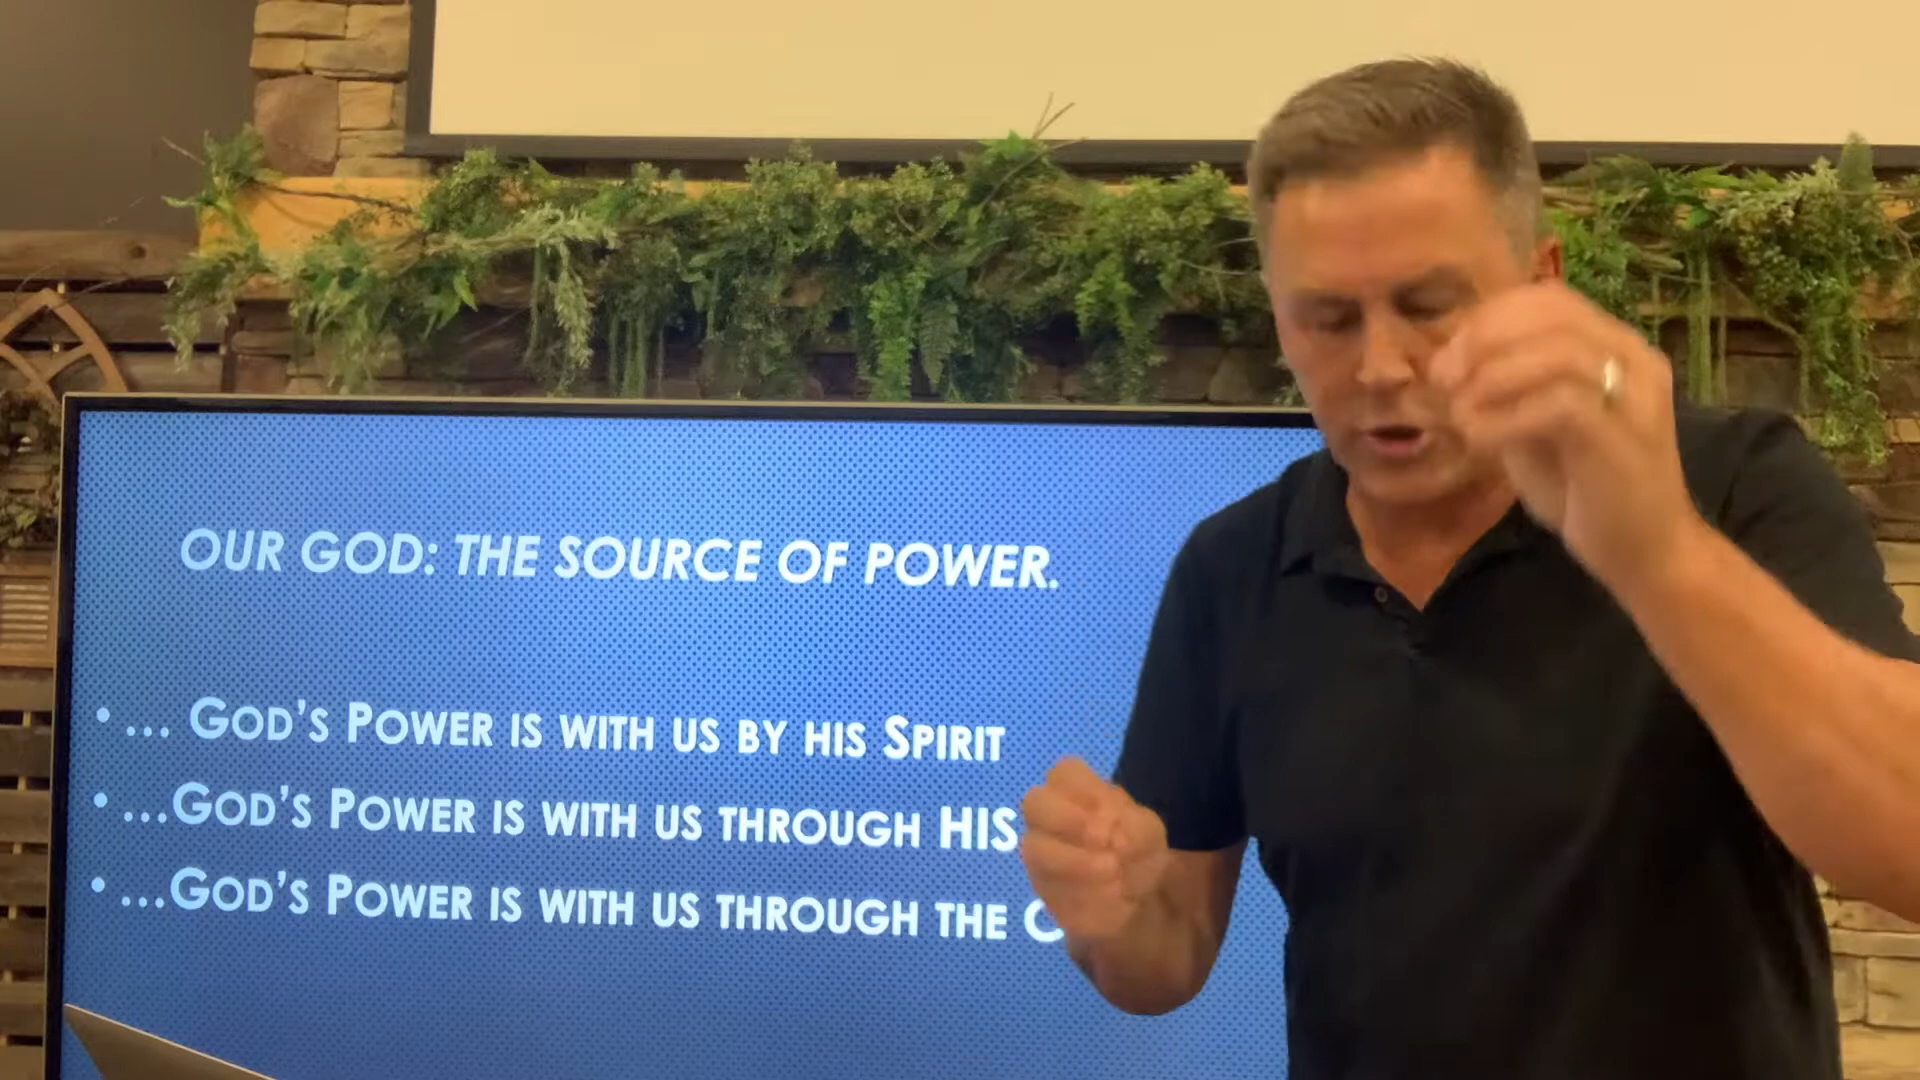 OUR GOD: THE SOURCE OF POWER.
• ... GOD'S POWER IS WITH US BY HIS SPIRIT
• ...GOD'S POWER IS WITH US THROUGH HIS
• ...GOD'S POWER IS WITH US THROUGH THE